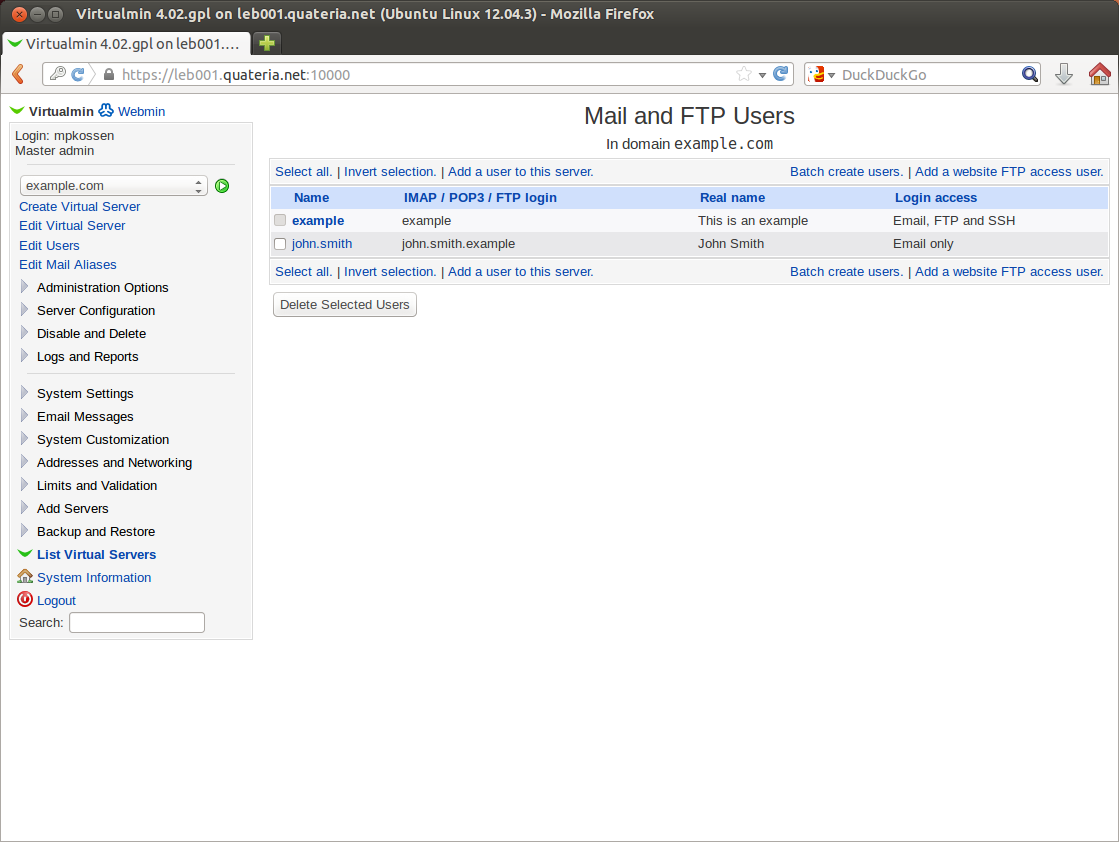 Virtualmin 4.02.gpl on leb001.quateria.net (Ubuntu Linux 12.04.3) - Mozilla Firefox
Virtualmin 4.02.gpl on leb001....
https://leb001.quateria.net:10000
DuckDuckGo
Virtualmin Webmin
Login: mpkossen
Master admin
example.com
Create Virtual Server
Edit Virtual Server
Edit Users
Edit Mail Aliases
Administration Options
Server Configuration
Disable and Delete
Logs and Reports
System Settings
Email Messages
System Customization
Addresses and Networking
Limits and Validation
Add Servers
Backup and Restore
List Virtual Servers
System Information
Logout
Search:
Mail and FTP Users
In domain example.com
Select all. | Invert selection. | Add a user to this server. Batch create users. | Add a website FTP access user.
Name IMAP / POP3 / FTP login Real name Login access
example example This is an example Email, FTP and SSH
john.smith john.smith.example John Smith Email only
Select all. | Invert selection. | Add a user to this server. Batch create users. | Add a website FTP access user.
Delete Selected Users